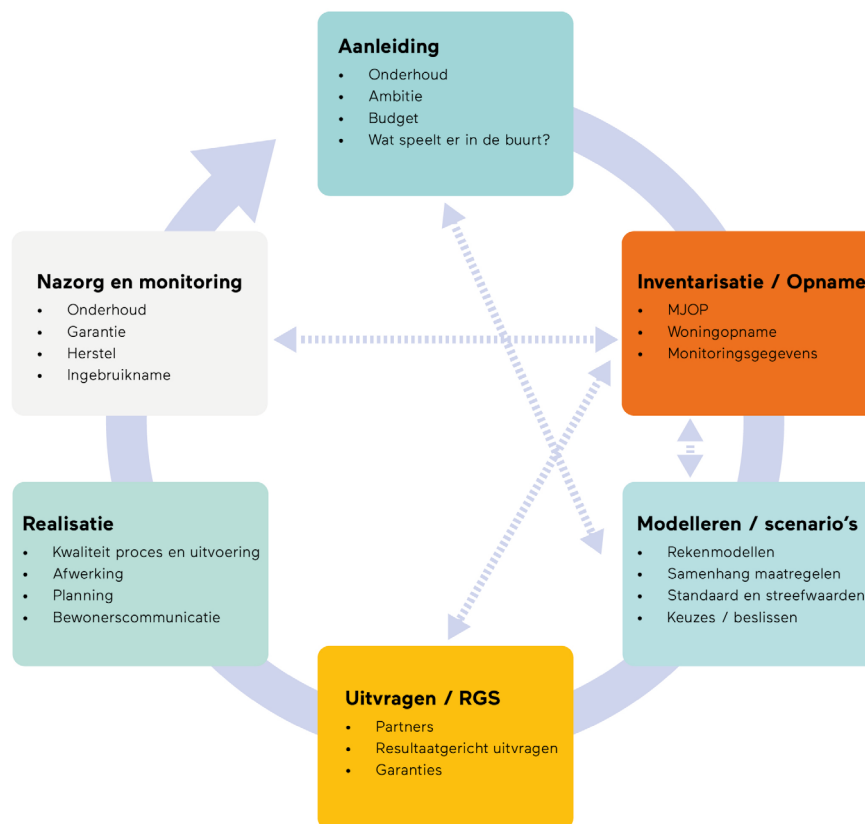 Aanleiding
• Onderhoud
• Ambitie
• Budget
• Wat speelt er in de buurt?
Inventarisatie / Opname
• MJOP
• Woningopname
• Monitoringsgegevens
Modelleren / scenario's
• Rekenmodellen
• Samenhang maatregelen
• Standaard en streefwaarden
• Keuzes / beslissen
Uitvragen / RGS
• Partners
• Resultaatgericht uitvragen
• Garanties
Realisatie
• Kwaliteit proces en uitvoering
• Afwerking
• Planning
• Bewonerscommunicatie
Nazorg en monitoring
• Onderhoud
• Garantie
• Herstel
• Ingebruikname